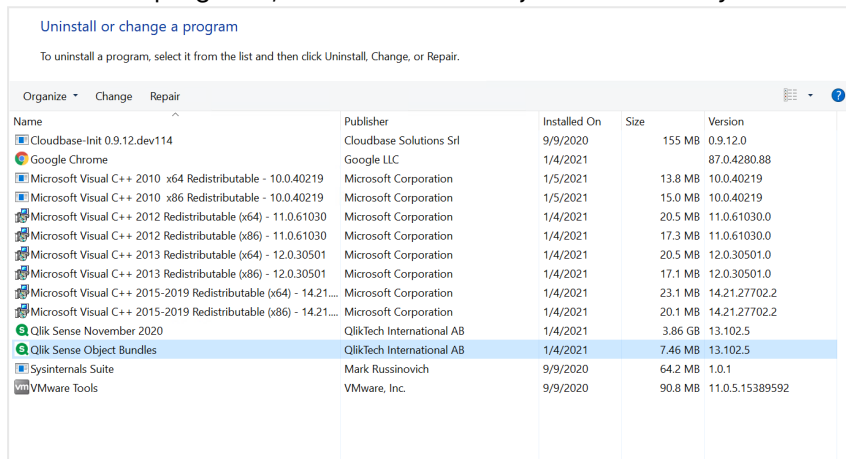 Uninstall or change a program
To uninstall a program, select it from the list and then click Uninstall, Change, or Repair.
Organize Change Repair
Name Publisher Installed On Size Version
Cloudbase-Init 0.9.12.dev114 Cloudbase Solutions Srl 9/9/2020 155 MB 0.9.12.0
Google Chrome Google LLC 1/4/2021 87.0.4280.88
Microsoft Visual C++ 2010 x64 Redistributable - 10.0.40219 Microsoft Corporation 1/5/2021 13.8 MB 10.0.40219
Microsoft Visual C++ 2010 x86 Redistributable - 10.0.40219 Microsoft Corporation 1/5/2021 15.0 MB 10.0.40219
Microsoft Visual C++ 2012 Redistributable (x64) - 11.0.61030 Microsoft Corporation 1/4/2021 20.5 MB 11.0.61030.0
Microsoft Visual C++ 2012 Redistributable (x86) - 11.0.61030 Microsoft Corporation 1/4/2021 17.3 MB 11.0.61030.0
Microsoft Visual C++ 2013 Redistributable (x64) - 12.0.30501 Microsoft Corporation 1/4/2021 20.5 MB 12.0.30501.0
Microsoft Visual C++ 2013 Redistributable (x86) - 12.0.30501 Microsoft Corporation 1/4/2021 17.1 MB 12.0.30501.0
Microsoft Visual C++ 2015-2019 Redistributable (x64) - 14.21.... Microsoft Corporation 1/4/2021 23.1 MB 14.21.27702.2
Microsoft Visual C++ 2015-2019 Redistributable (x86) - 14.21.... Microsoft Corporation 1/4/2021 20.1 MB 14.21.27702.2
Qlik Sense November 2020 QlikTech International AB 1/4/2021 3.86 GB 13.102.5
Qlik Sense Object Bundles QlikTech International AB 1/4/2021 7.46 MB 13.102.5
Sysinternals Suite Mark Russinovich 9/9/2020 64.2 MB 1.0.1
vm VMware Tools VMware, Inc. 9/9/2020 90.8 MB 11.0.5.15389592